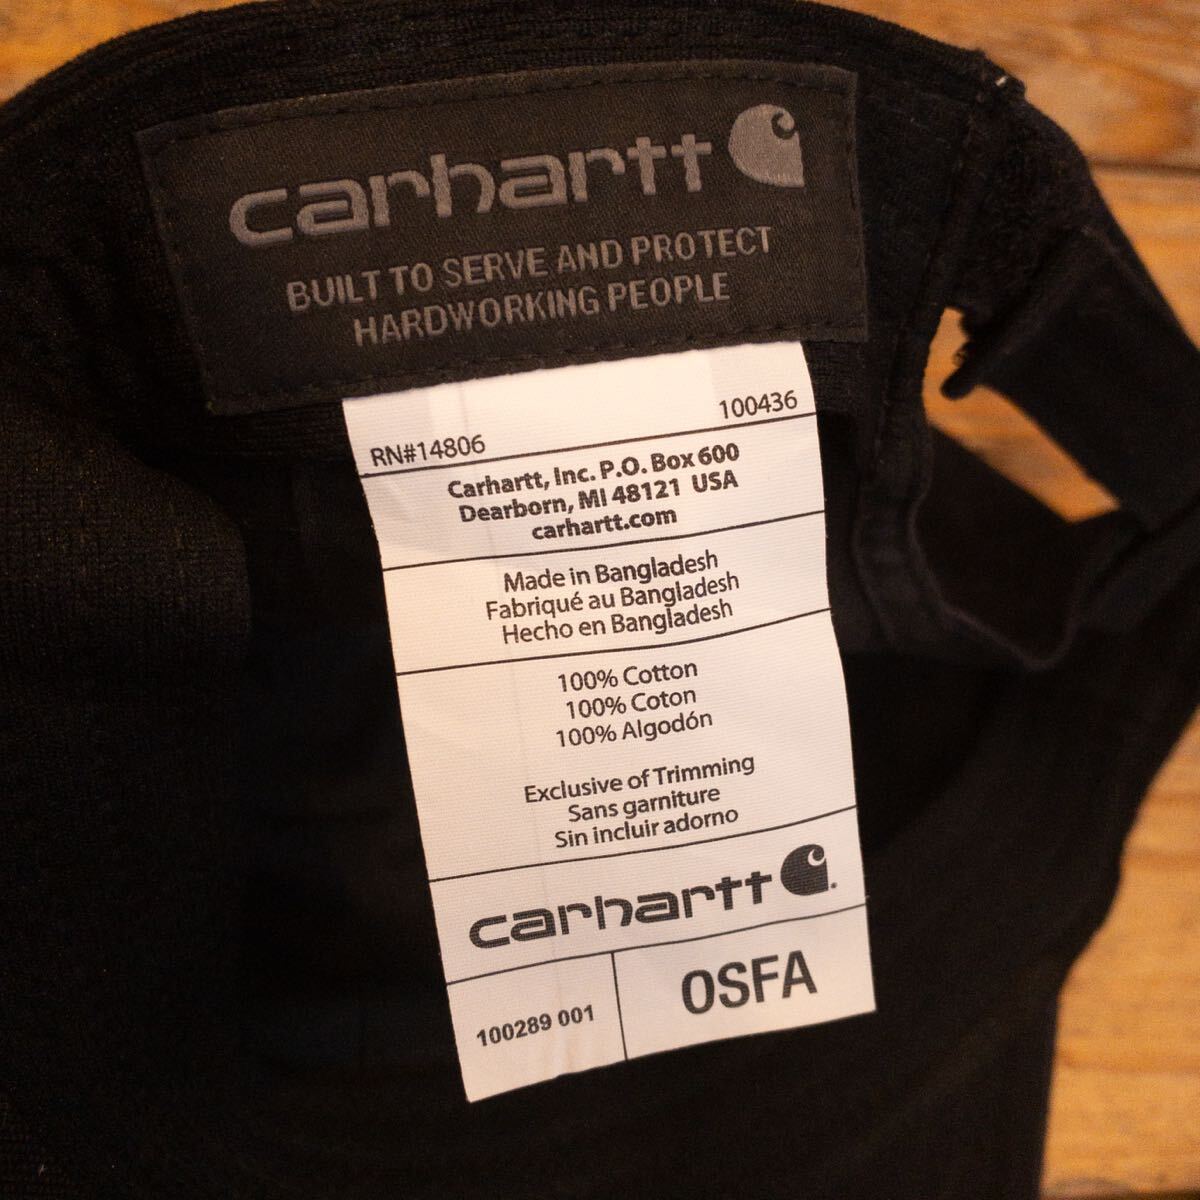 carhartt
BUILT TO SERVE AND PROTECT
HARDWORKING PEOPLE
RN#14806 100436
Carhartt, Inc. P.O. Box 600
Dearborn, MI 48121 USA
carhartt.com
Made in Bangladesh
Fabriqué au Bangladesh
Hecho en Bangladesh
100% Cotton
100% Coton
100% Algodón
Exclusive of Trimming
Sans garniture
Sin incluir adorno
carhartt
100289 001 OSFA